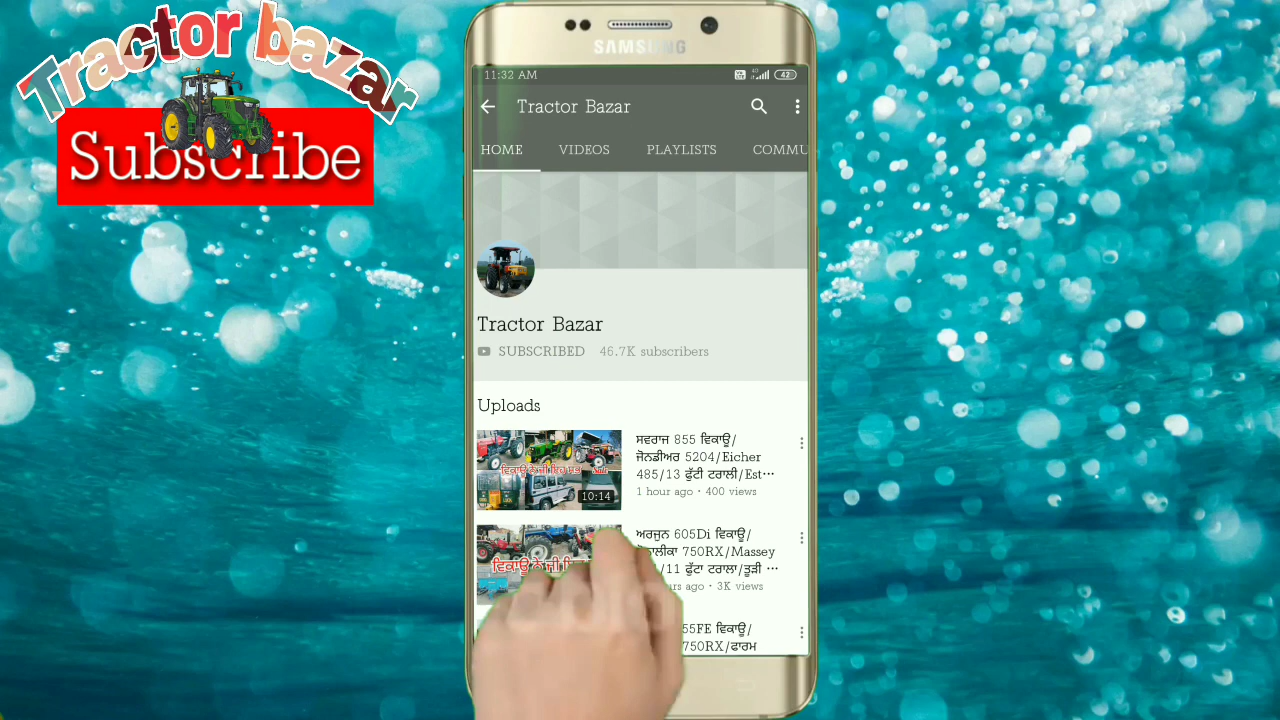 Tractor bazar
Subscribe
SAMSUNG
11:32 AM
42
Tractor Bazar
HOME VIDEOS PLAYLISTS COMMU
Tractor Bazar
SUBSCRIBED 46.7K subscribers
Uploads
ਸਵਰਾਜ 855 ਵਿਕਾਊ/
ਜੋਨਡੀਅਰ 5204/Eicher
485/13 ਫੁੱਟੀ ਟਰਾਲੀ/Est...
1 hour ago · 400 views
10:14
ਅਰਜੁਨ 605Di ਵਿਕਾਊ/
750RX/Massey
/11 ਫੁੱਟਾ ਟਰਾਲਾ/ਤੂੜੀ ...
ago · 3K views
ਵਿਕਾਊ ਨੇ ਜੀ
55FE ਵਿਕਾਊ/
750RX/ਫਾਰਮ